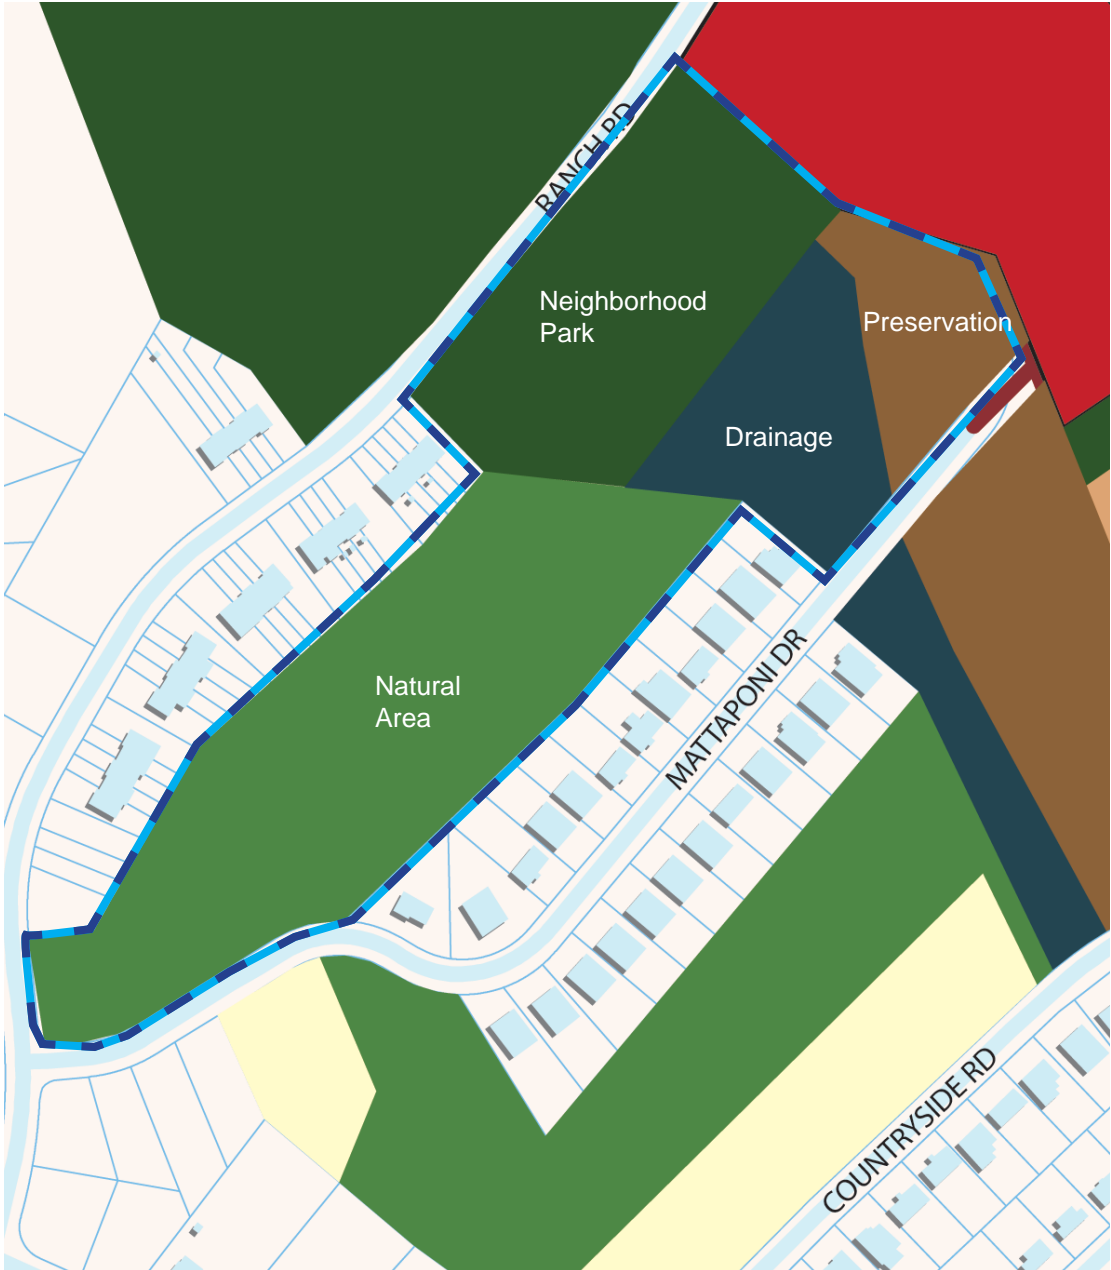 RANCH RD
Neighborhood
Park
Preservation
Drainage
Natural
Area
MATTAPONI DR
COUNTRYSIDE RD